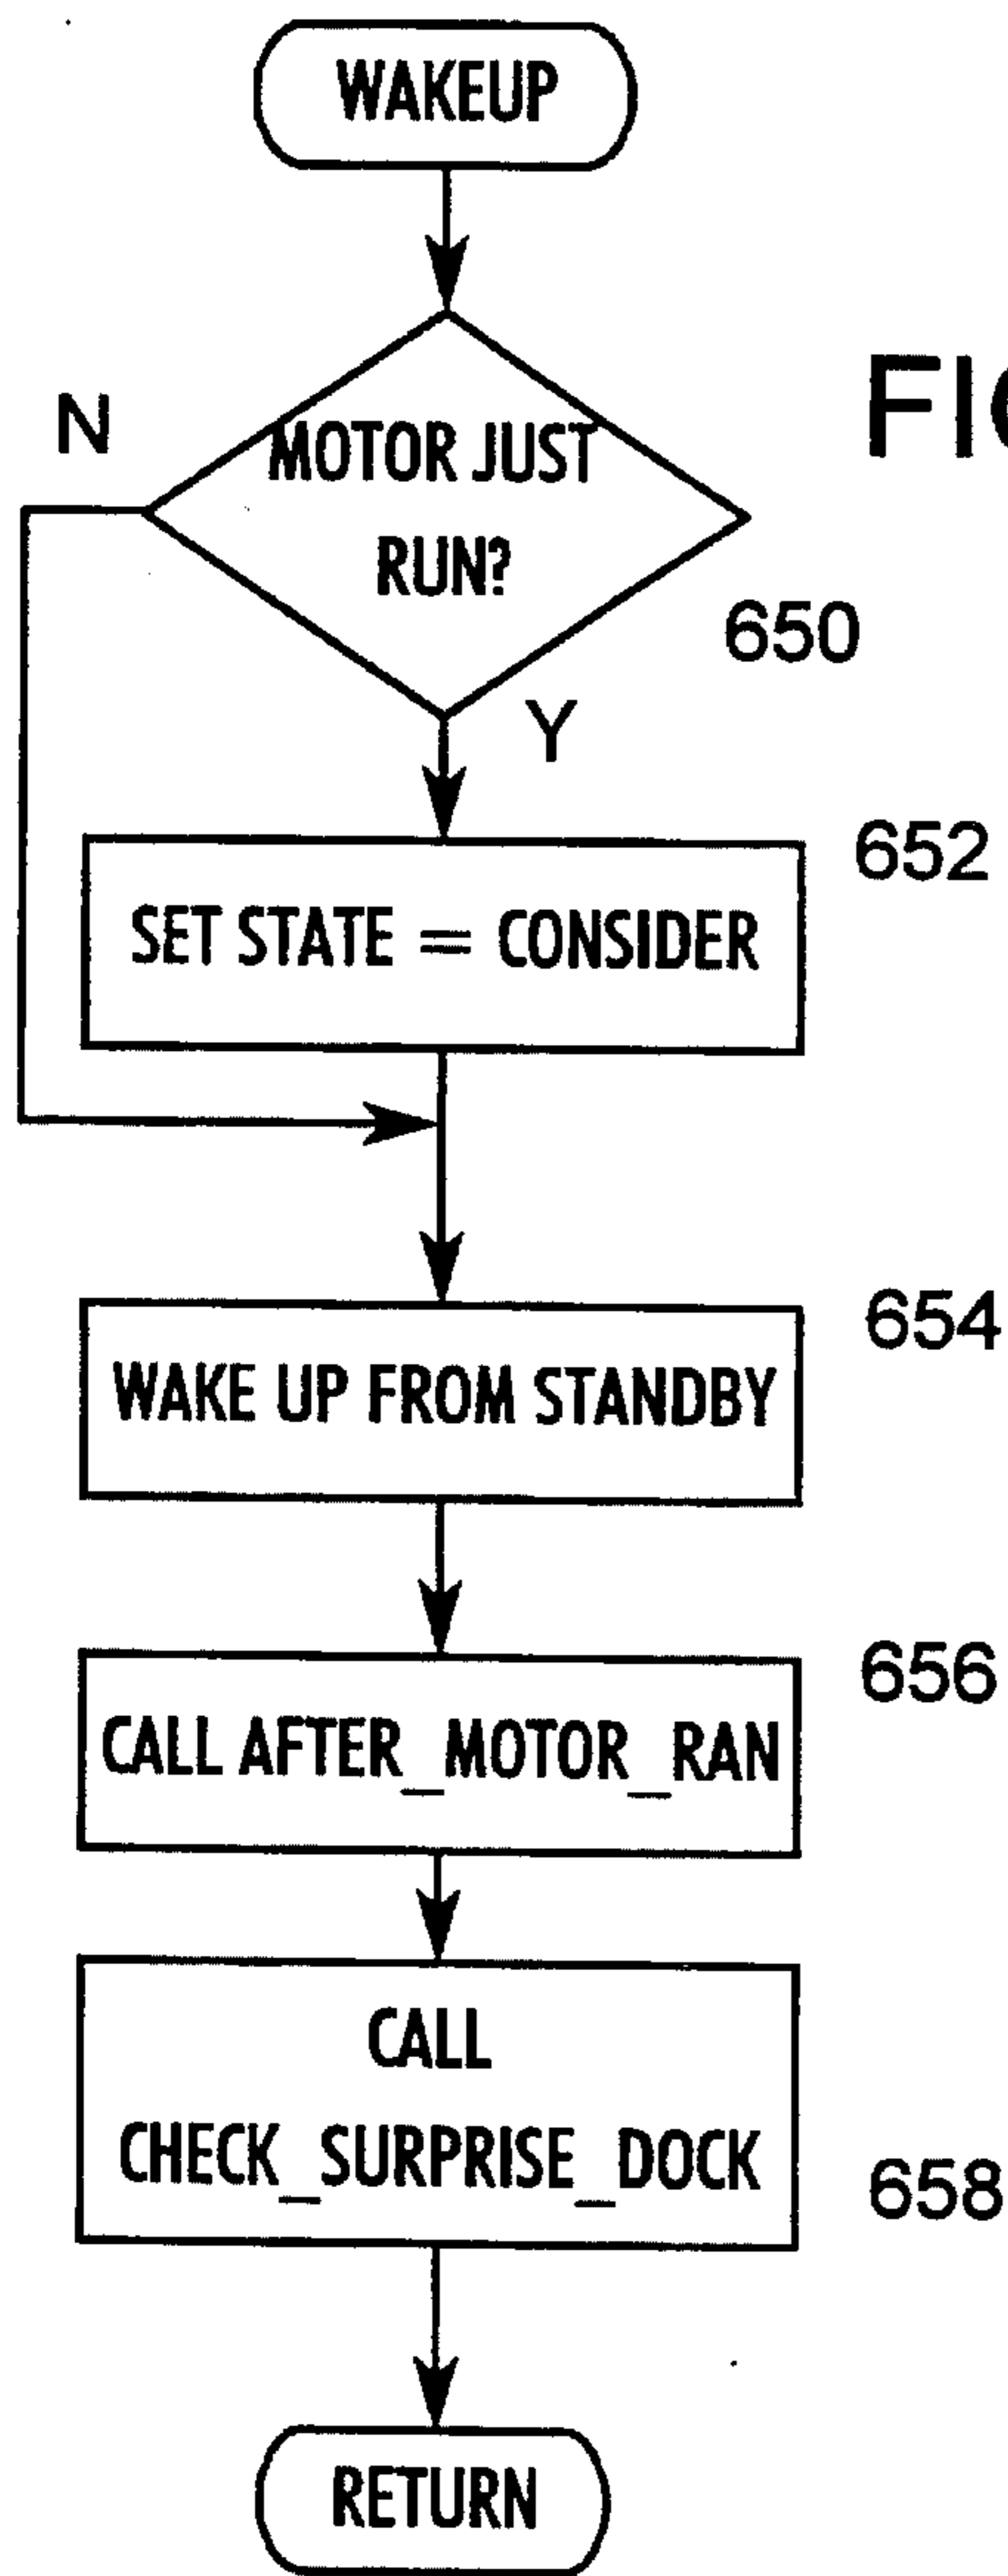 WAKEUP
N
MOTOR JUST
RUN?
650
Y
652
SET STATE = CONSIDER
654
WAKE UP FROM STANDBY
656
CALL AFTER_MOTOR_RAN
CALL
CHECK_SURPRISE_DOCK
658
RETURN